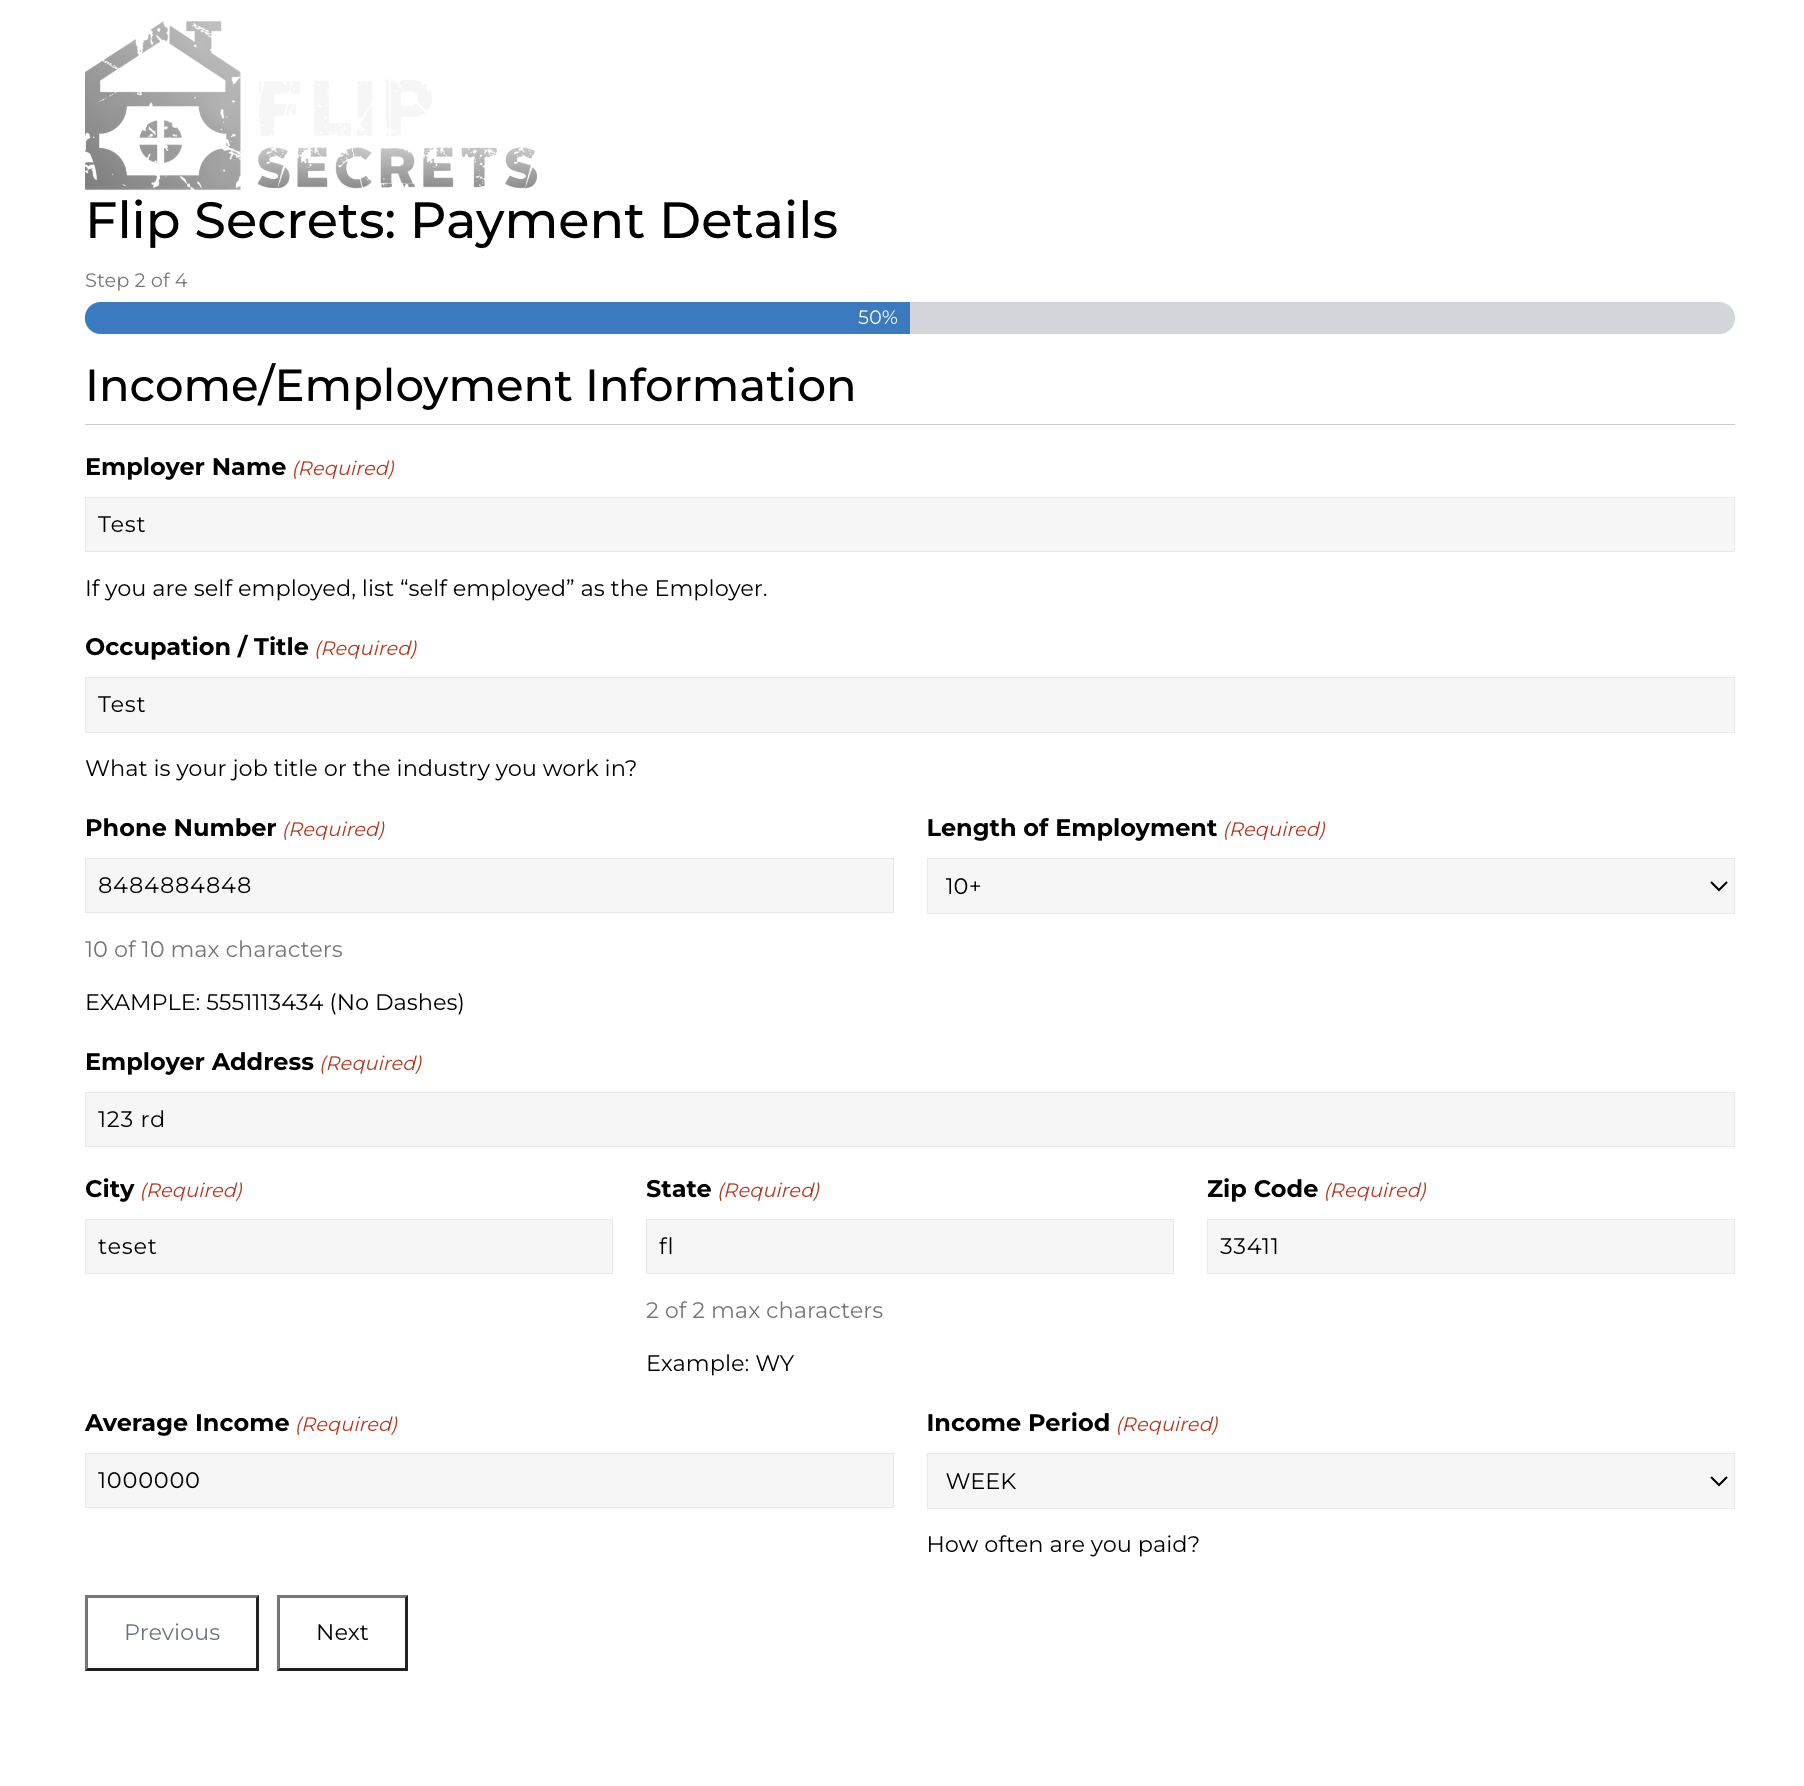 FLIP
SECRETS
Flip Secrets: Payment Details
Step 2 of 4
50%
Income/Employment Information
Employer Name (Required)
Test
If you are self employed, list “self employed” as the Employer.
Occupation / Title (Required)
Test
What is your job title or the industry you work in?
Phone Number (Required)
8484884848
10 of 10 max characters
EXAMPLE: 5551113434 (No Dashes)
Length of Employment (Required)
10+
Employer Address (Required)
123 rd
City (Required)
teset
State (Required)
fl
2 of 2 max characters
Example: WY
Zip Code (Required)
33411
Average Income (Required)
1000000
Income Period (Required)
WEEK
How often are you paid?
Previous
Next